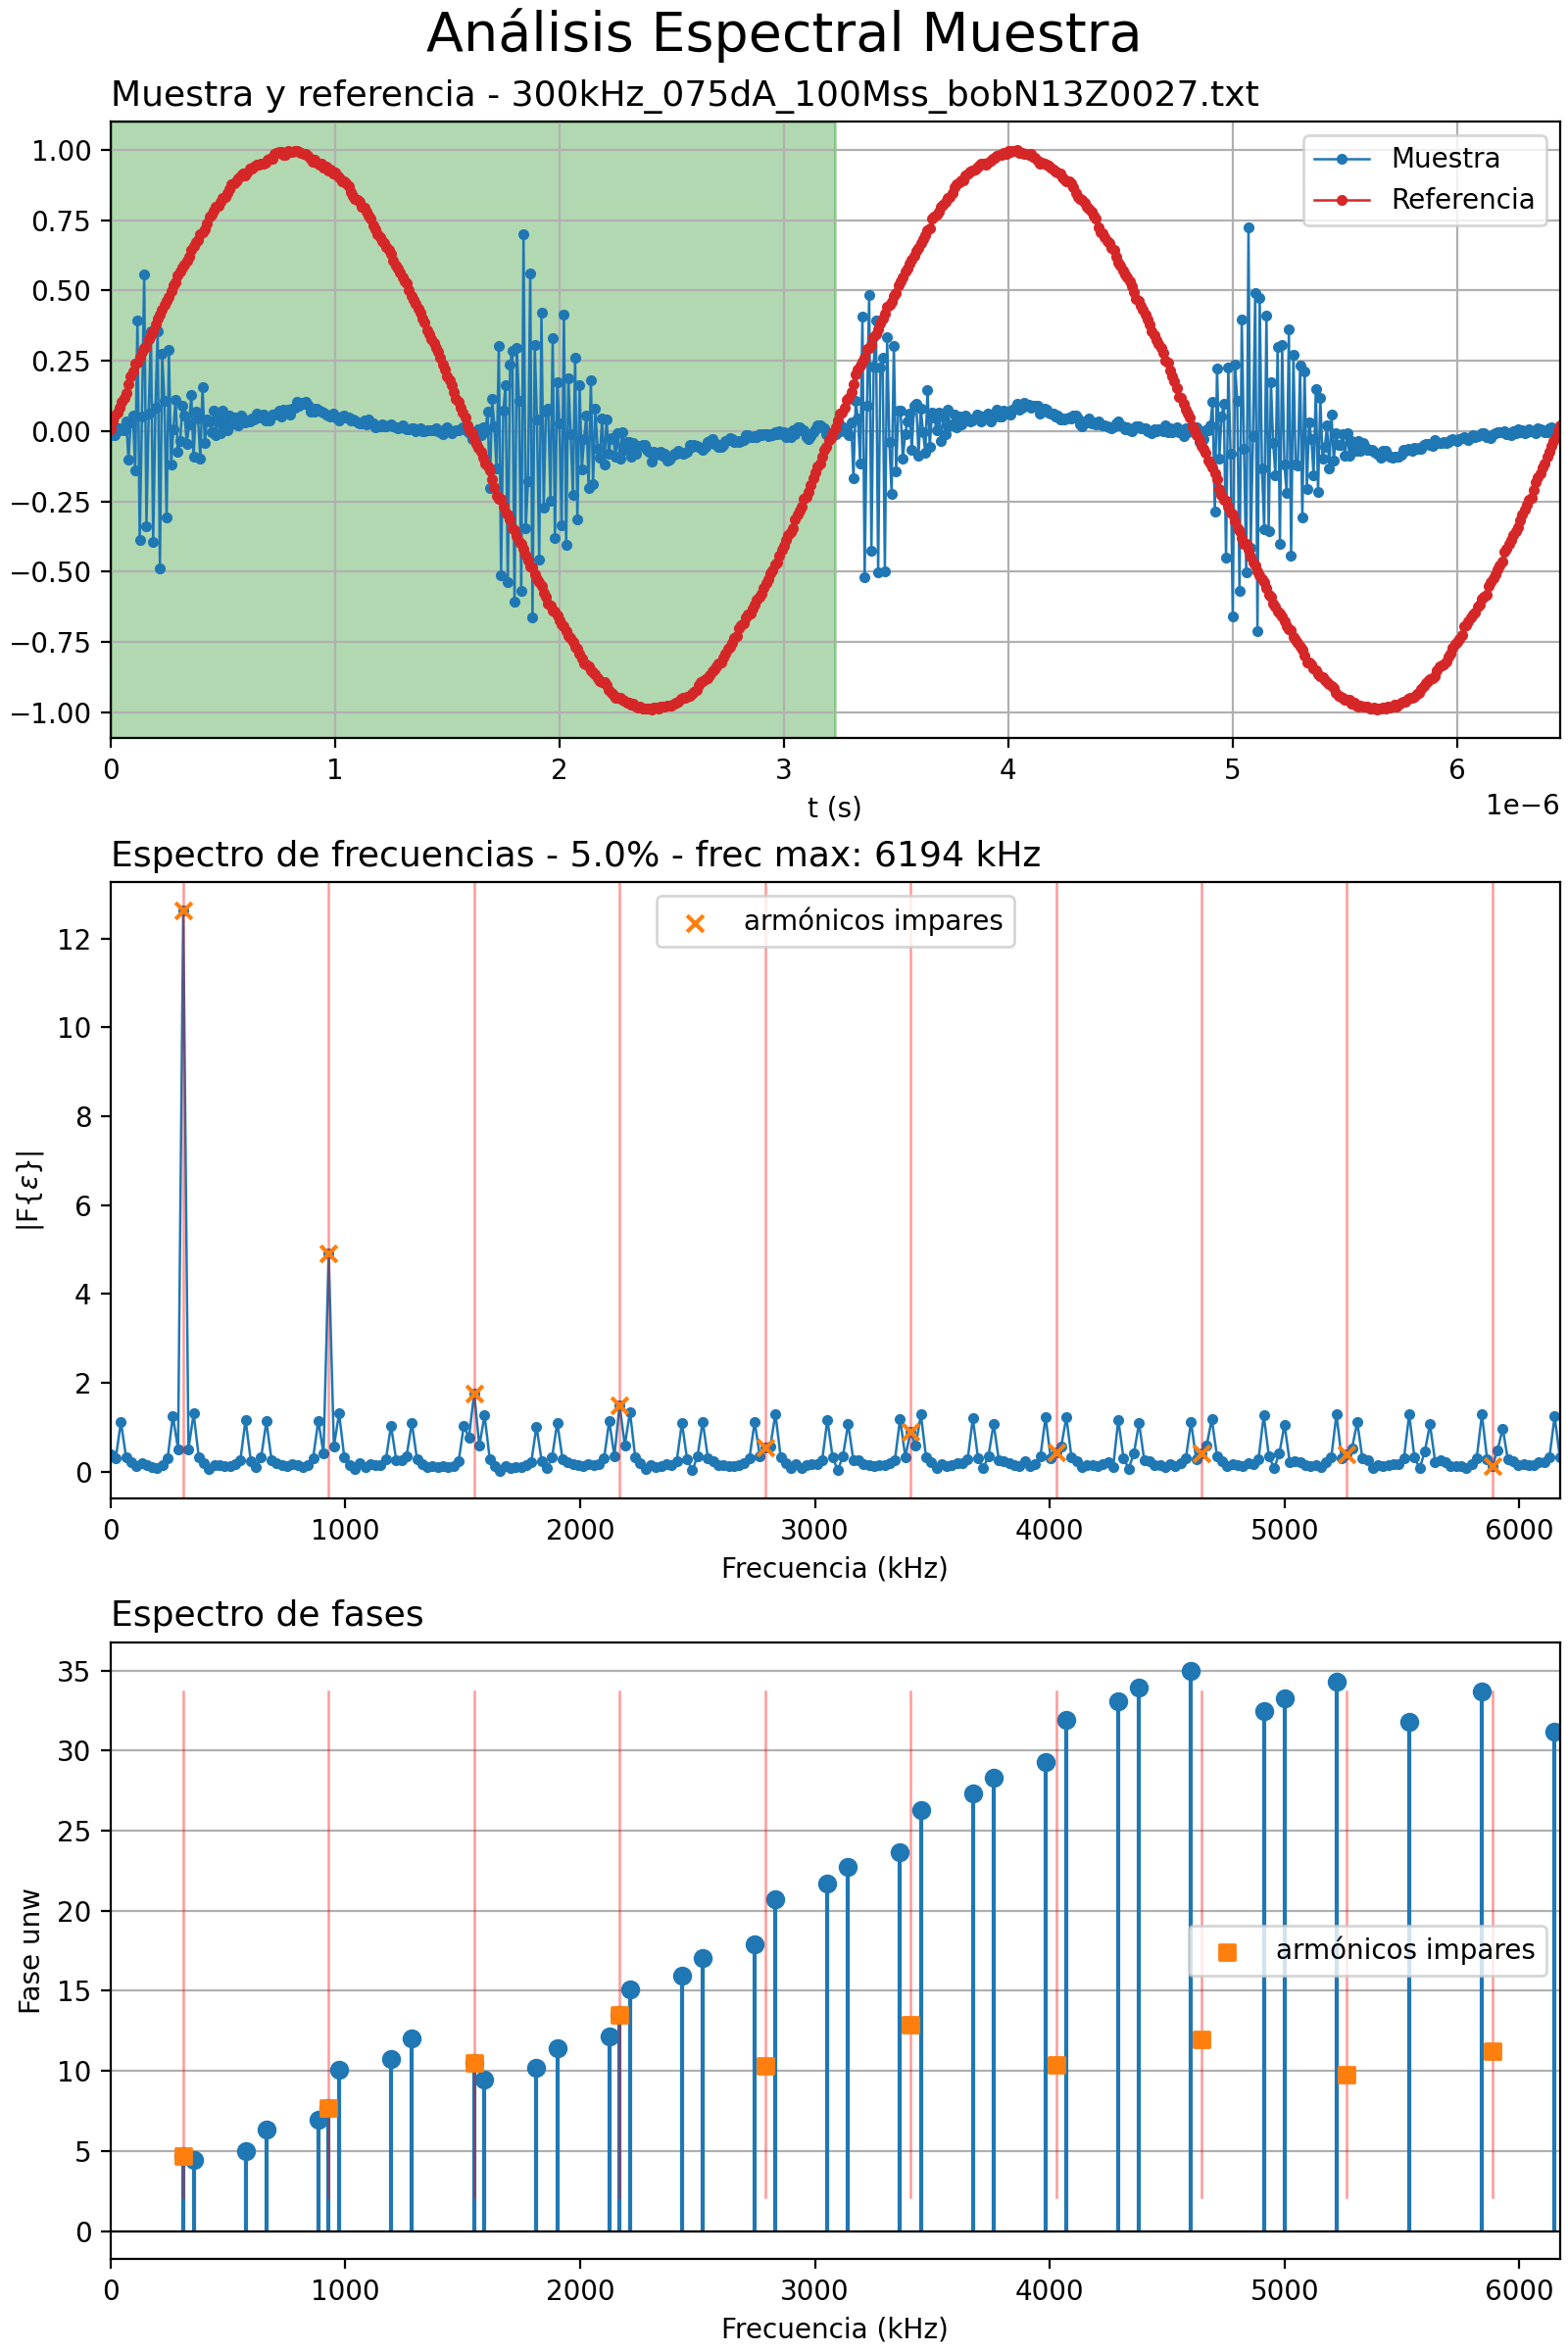 Análisis Espectral Muestra
Muestra y referencia - 300kHz_075dA_100Mss_bobN13Z0027.txt
1.00
0.75
0.50
0.25
0.00
−0.25
−0.50
−0.75
−1.00
Muestra
Referencia
0 1 2 3 4 5 6
t (s)
1e−6
Espectro de frecuencias - 5.0% - frec max: 6194 kHz
armónicos impares
12
10
8
6
4
2
0
|F{ε}|
0 1000 2000 3000 4000 5000 6000
Frecuencia (kHz)
Espectro de fases
35
30
25
20
15
10
5
0
Fase unw
armónicos impares
0 1000 2000 3000 4000 5000 6000
Frecuencia (kHz)